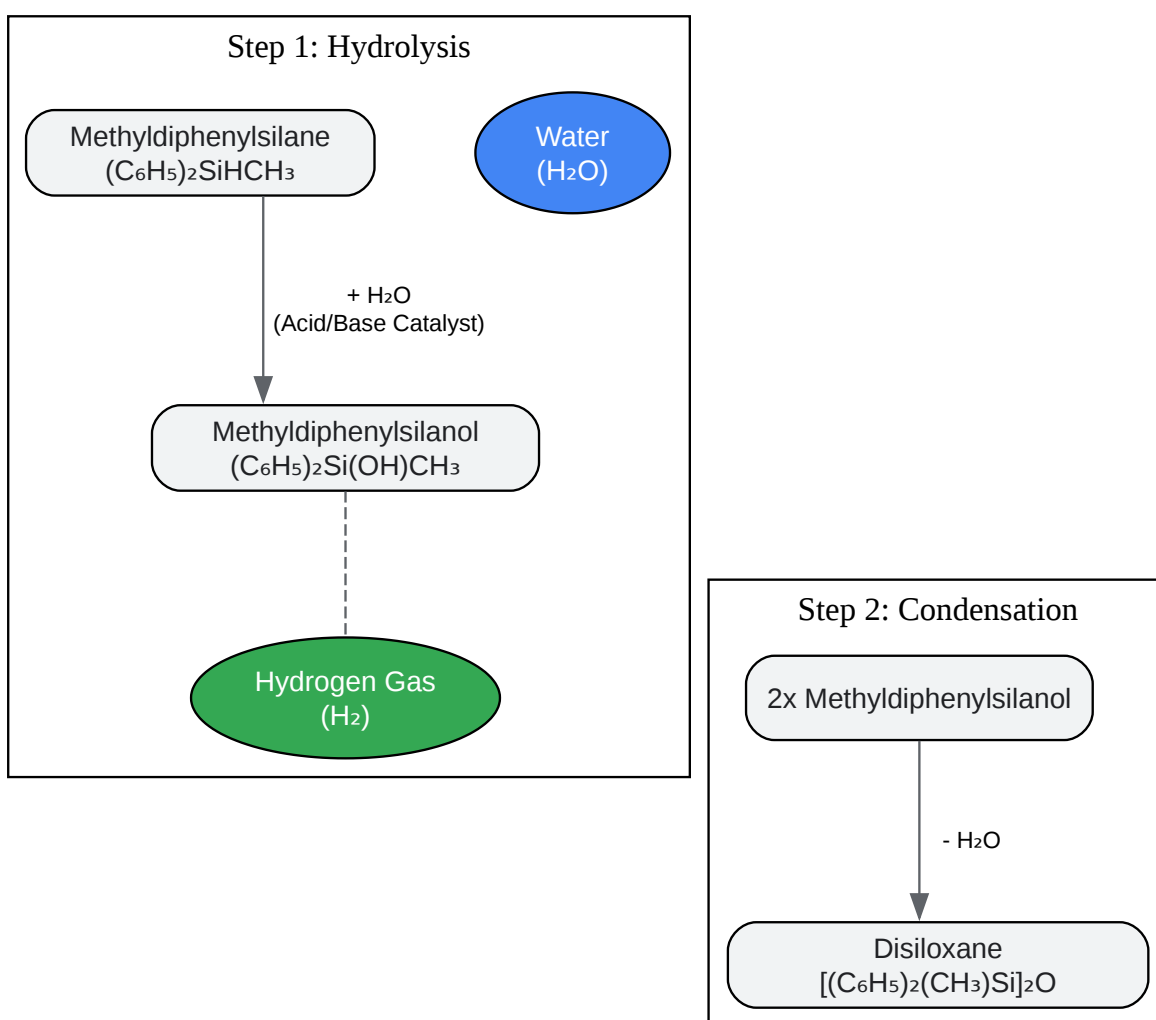 Step 1: Hydrolysis
Methyldiphenylsilane
(C₆H₅)₂SiHCH₃
Water
(H₂O)
+ H₂O
(Acid/Base Catalyst)
Methyldiphenylsilanol
(C₆H₅)₂Si(OH)CH₃
Hydrogen Gas
(H₂)
Step 2: Condensation
2x Methyldiphenylsilanol
- H₂O
Disiloxane
[(C₆H₅)₂(CH₃)Si]₂O